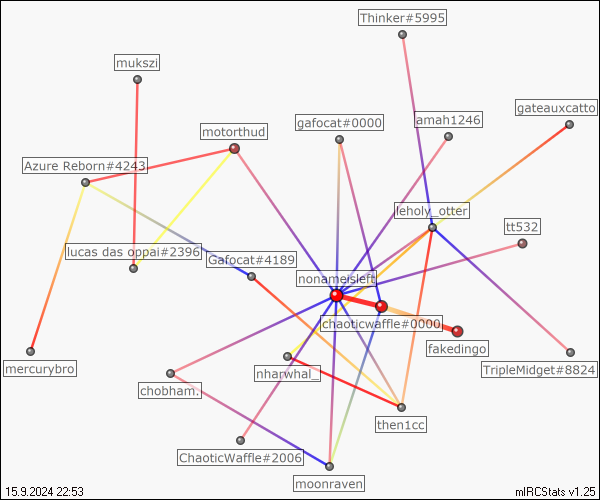 Thinker#5995
mukszi
gateauxcatto
amah1246
gafocat#0000
motorthud
Azure Reborn#4243
leholy_otter
tt532
lucas das oppai#2396
Gafocat#4189
nonameisleft
chaoticwaffle#0000
fakedingo
mercurybro
nharwhal_
TripleMidget#8824
chobham.
then1cc
ChaoticWaffle#2006
moonraven
15.9.2024 22:53
mIRCStats v1.25